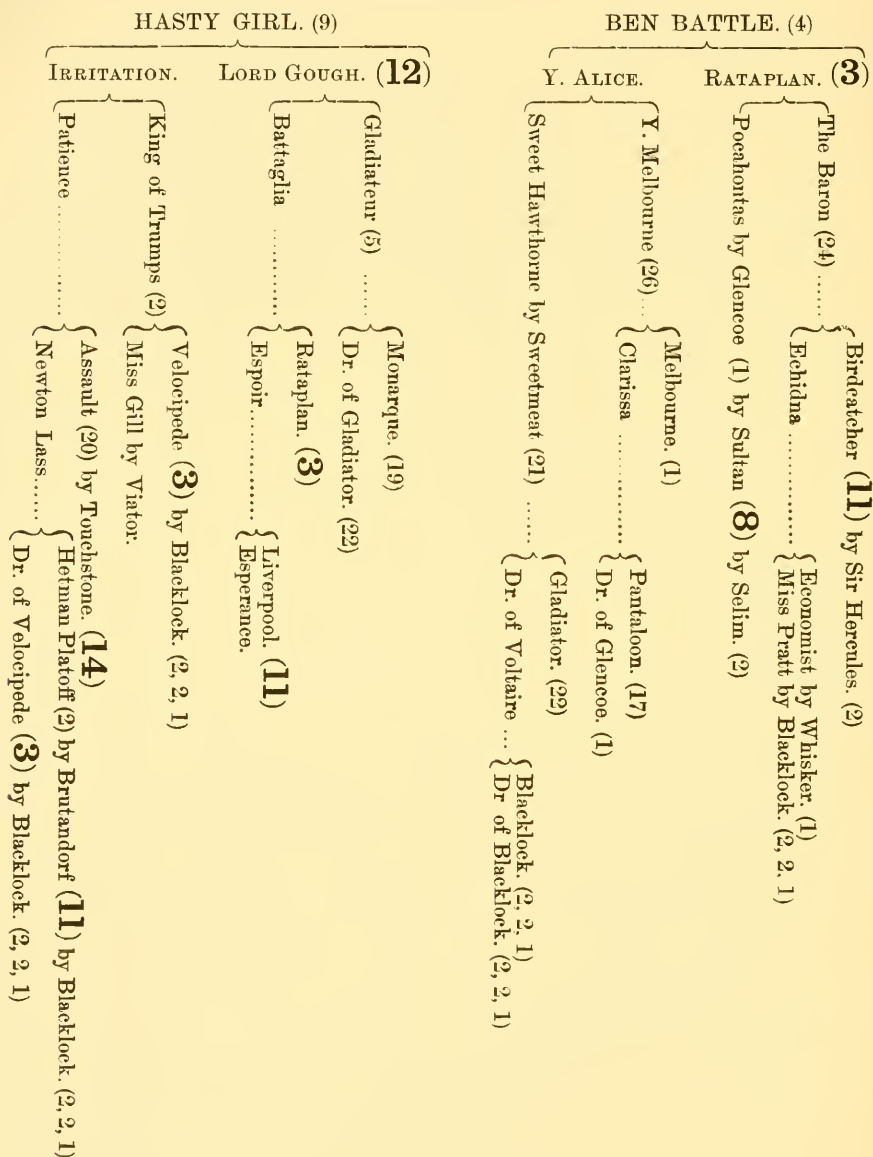 HASTY GIRL. (9)
IRRITATION.
LORD GOUGH. (12)
Patience ............
King of Trumps (2)
Battaglia .........
Gladiateur (5) ......
Newton Lass......
Assault (20) by Touchstone. (14)
Miss Gill by Viator.
Velocipede (3) by Blacklock. (2, 2, 1)
Espoir...............
Rataplan. (3)
Dr. of Gladiator. (22)
Monarque. (19)
Dr. of Velocipede (3) by Blacklock. (2, 2, 1)
Hetman Platoff (2) by Brutandorf (11) by Blacklock. (2, 2, 1)
Esperance.
Liverpool. (11)
BEN BATTLE. (4)
Y. ALICE.
RATAPLAN. (3)
Sweet Hawthorne by Sweetmeat (21) ......
Y. Melbourne (26)....
Pocahontas by Glencoe (1) by Sultan (8) by Selim. (2)
The Baron (24) ......
Dr. of Voltaire ...
Gladiator. (22)
Clarissa ...............
Melbourne. (1)
Echidna ...............
Birdcatcher (11) by Sir Hercules. (2)
Dr of Blacklock. (2, 2, 1)
Blacklock. (2, 2, 1)
Dr. of Glencoe. (1)
Pantaloon. (17)
Miss Pratt by Blacklock. (2, 2. 1)
Economist by Whisker. (1)